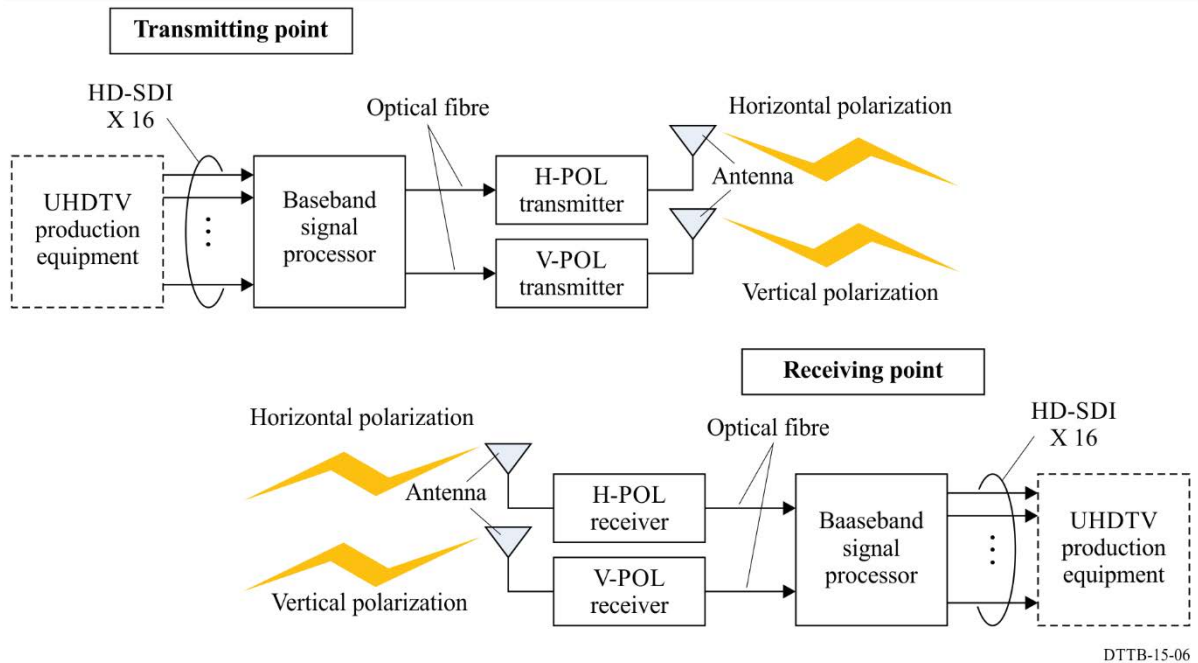 Transmitting point
HD-SDI
X 16
Optical fibre
Horizontal polarization
UHDTV
production
equipment
Baseband
signal
processor
H-POL
transmitter
Antenna
V-POL
transmitter
Vertical polarization
Receiving point
Horizontal polarization
Optical fibre
HD-SDI
X 16
Antenna
H-POL
receiver
Baaseband
signal
processor
UHDTV
production
equipment
Vertical polarization
V-POL
receiver
DTTB-15-06